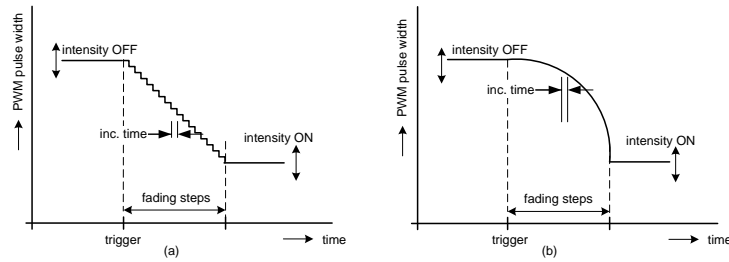 PWM pulse width
intensity OFF
inc. time
intensity ON
fading steps
trigger
time
(a)
PWM pulse width
intensity OFF
inc. time
intensity ON
fading steps
trigger
time
(b)